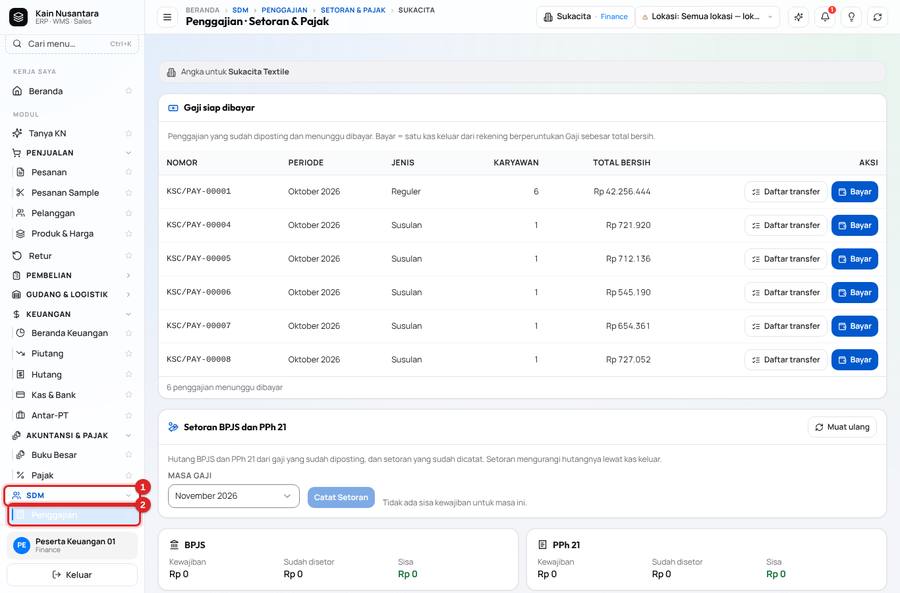 Kain Nusantara
ERP · WMS · Sales
Cari menu...
Ctrl+K
KERJA SAYA
Beranda
MODUL
Tanya KN
PENJUALAN
Pesanan
Pesanan Sample
Pelanggan
Produk & Harga
Retur
PEMBELIAN
GUDANG & LOGISTIK
KEUANGAN
Beranda Keuangan
Piutang
Hutang
Kas & Bank
Antar-PT
AKUNTANSI & PAJAK
Buku Besar
Pajak
SDM
1
Penggajian
2
PE
Peserta Keuangan 01
Finance
Keluar
BERANDA › SDM › PENGGAJIAN › SETORAN & PAJAK › SUKACITA
Penggajian · Setoran & Pajak
Sukacita · Finance
Lokasi: Semua lokasi — lok...
1
Angka untuk Sukacita Textile
Gaji siap dibayar
Penggajian yang sudah diposting dan menunggu dibayar. Bayar = satu kas keluar dari rekening berperuntukan Gaji sebesar total bersih.
NOMOR PERIODE JENIS KARYAWAN TOTAL BERSIH AKSI
KSC/PAY-00001 Oktober 2026 Reguler 6 Rp 42.256.444 Daftar transfer Bayar
KSC/PAY-00004 Oktober 2026 Susulan 1 Rp 721.920 Daftar transfer Bayar
KSC/PAY-00005 Oktober 2026 Susulan 1 Rp 712.136 Daftar transfer Bayar
KSC/PAY-00006 Oktober 2026 Susulan 1 Rp 545.190 Daftar transfer Bayar
KSC/PAY-00007 Oktober 2026 Susulan 1 Rp 654.361 Daftar transfer Bayar
KSC/PAY-00008 Oktober 2026 Susulan 1 Rp 727.052 Daftar transfer Bayar
6 penggajian menunggu dibayar
Setoran BPJS dan PPh 21
Muat ulang
Hutang BPJS dan PPh 21 dari gaji yang sudah diposting, dan setoran yang sudah dicatat. Setoran mengurangi hutangnya lewat kas keluar.
MASA GAJI
November 2026
Catat Setoran
Tidak ada sisa kewajiban untuk masa ini.
BPJS
Kewajiban Sudah disetor Sisa
Rp 0 Rp 0 Rp 0
PPh 21
Kewajiban Sudah disetor Sisa
Rp 0 Rp 0 Rp 0